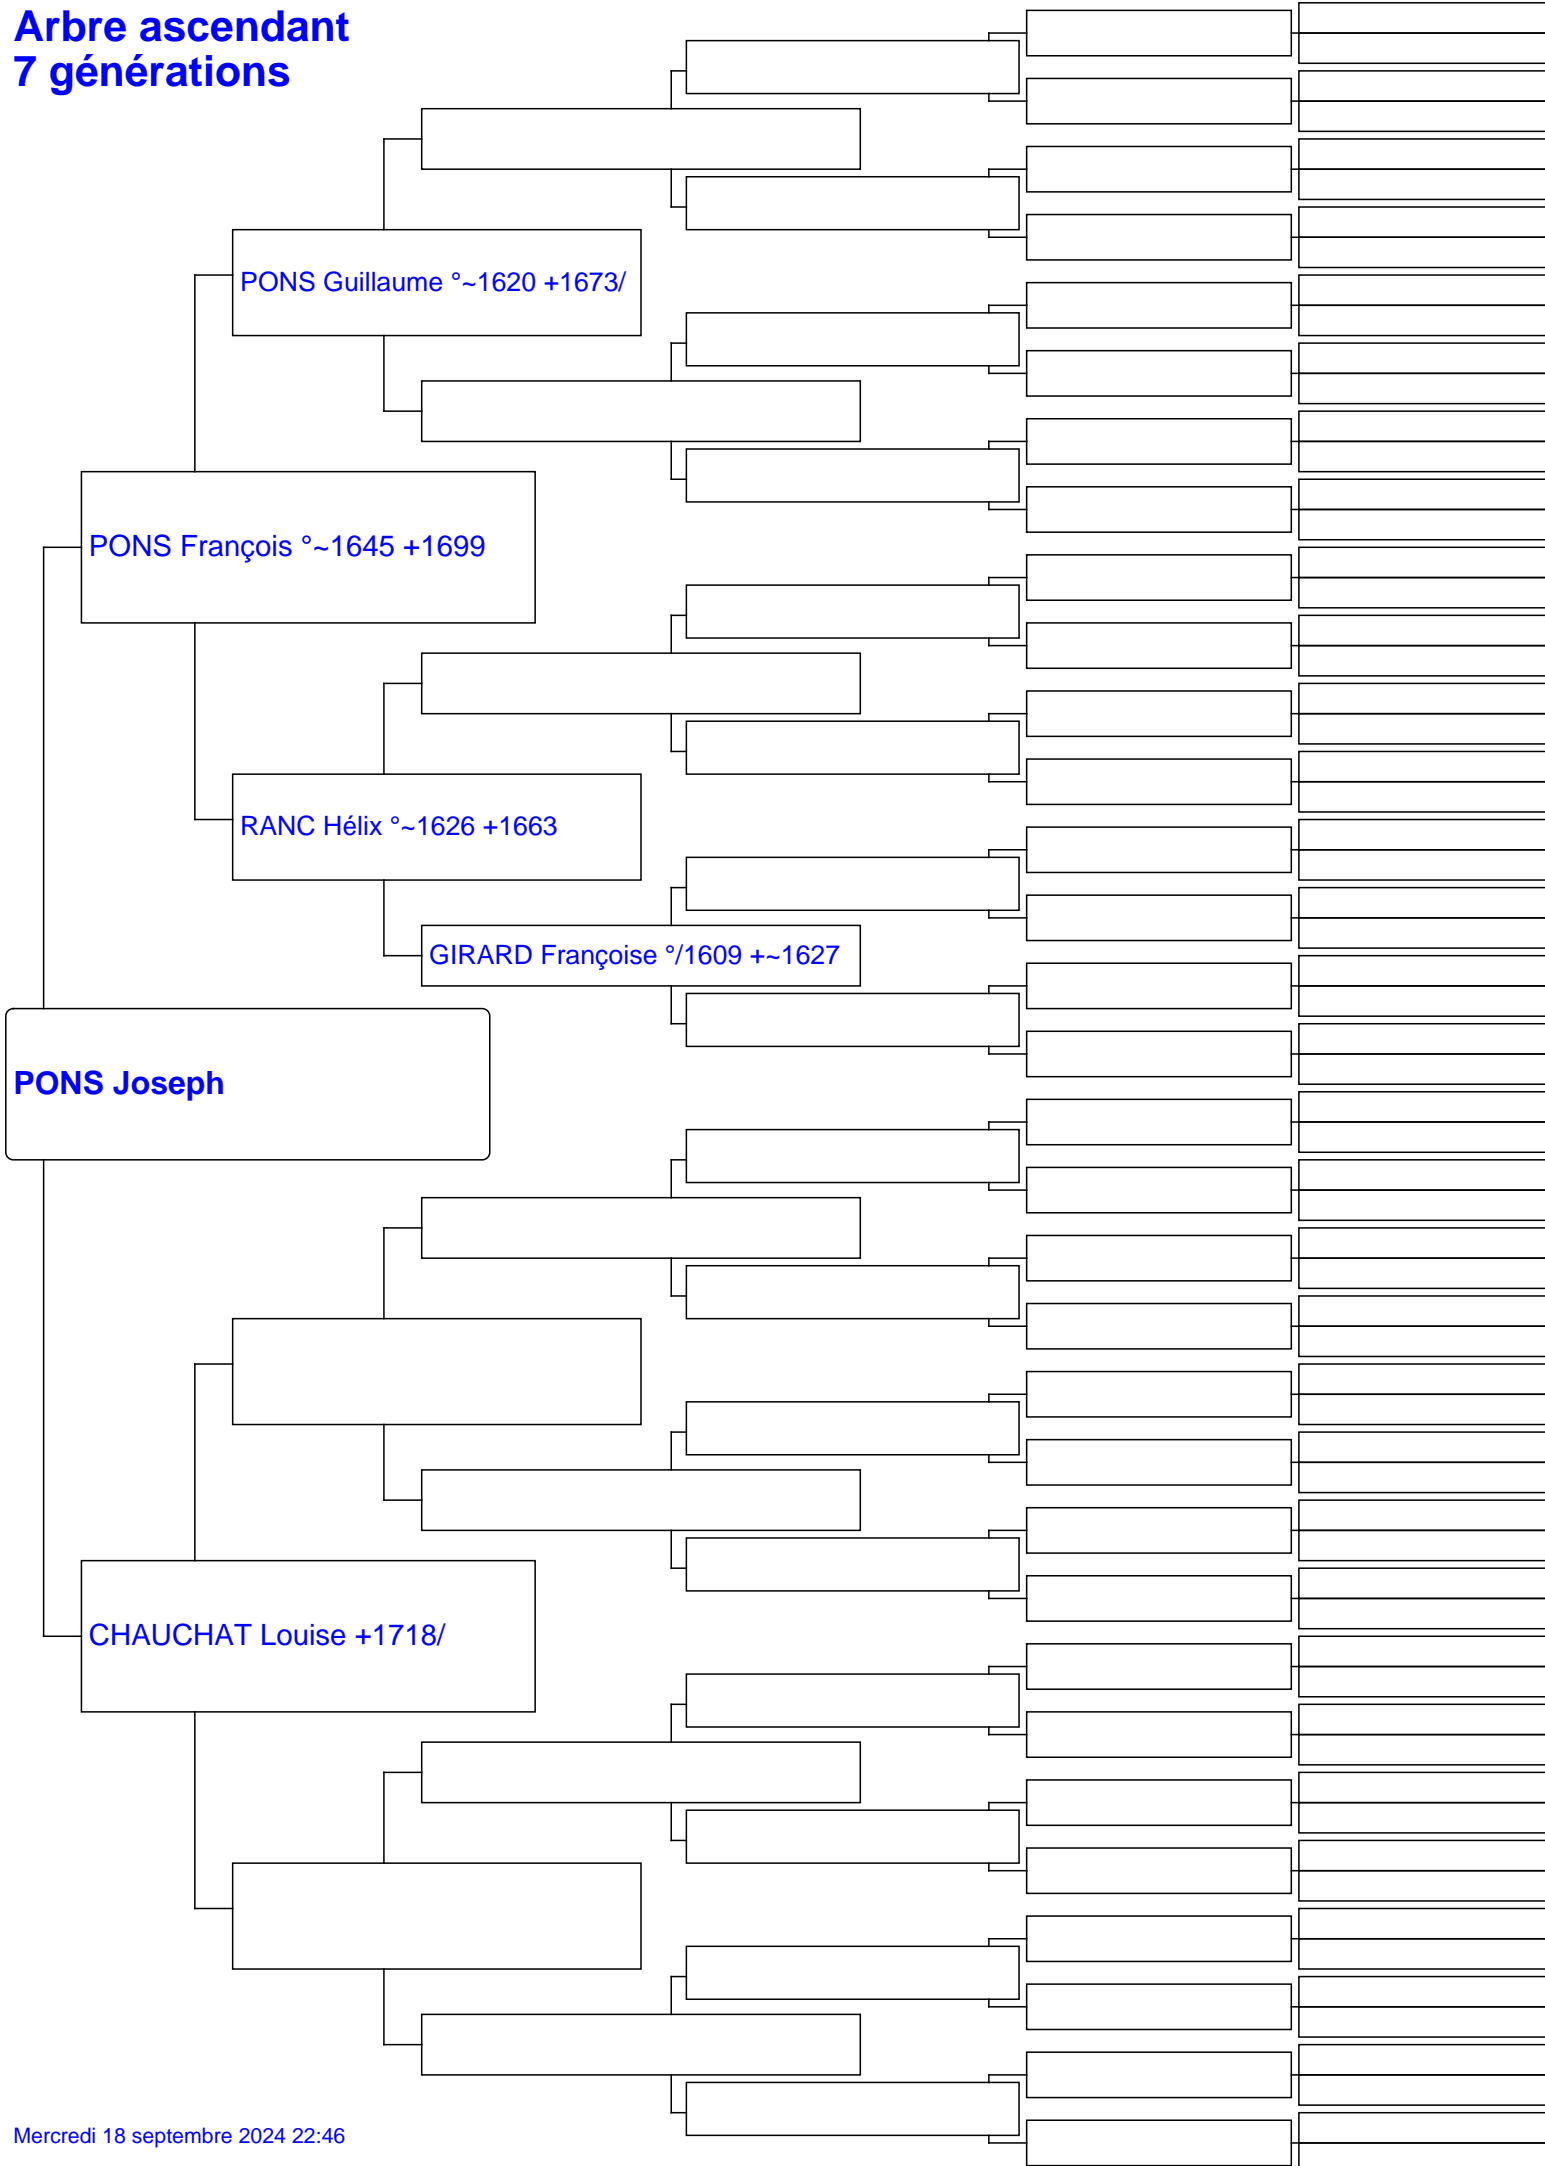 Arbre ascendant
7 générations
PONS Guillaume °~1620 +1673/
PONS François °~1645 +1699
RANC Hélix °~1626 +1663
GIRARD Françoise °/1609 +~1627
PONS Joseph
CHAUCHAT Louise +1718/
Mercredi 18 septembre 2024 22:46